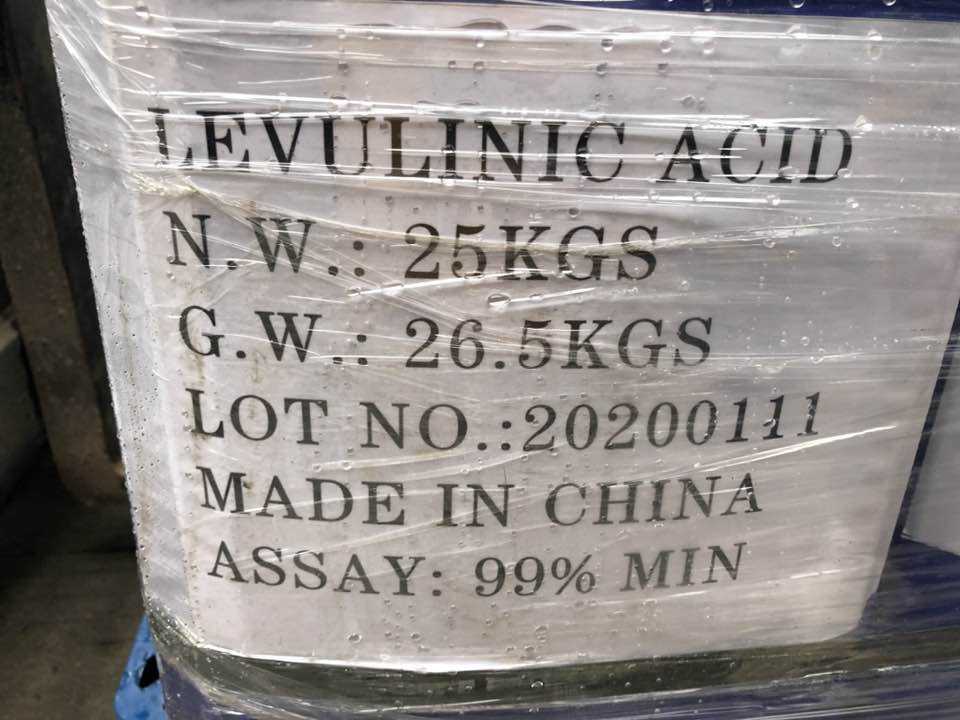 LEVULINIC ACID
N.W.: 25KGS
G.W.: 26.5KGS
LOT NO.:20200111
MADE IN CHINA
ASSAY: 99% MIN